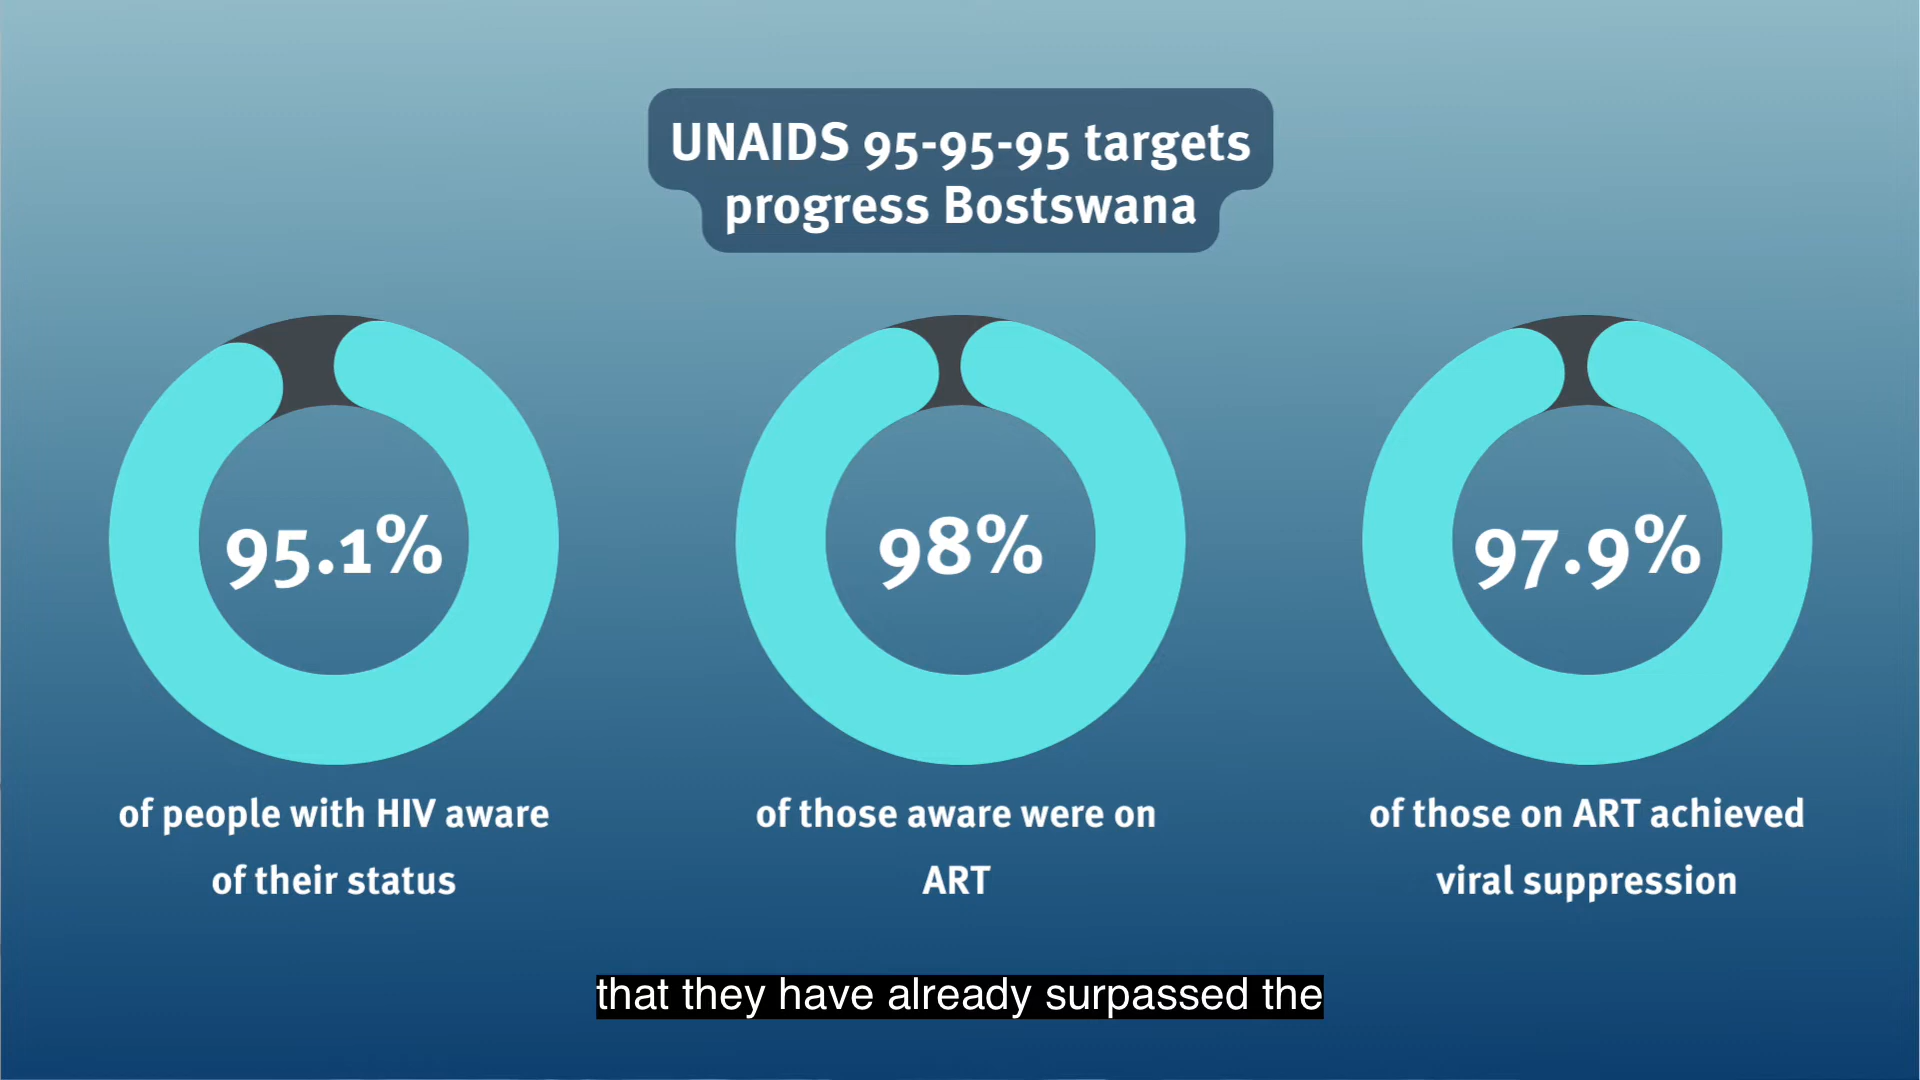 UNAIDS 95-95-95 targets
progress Bostswana
95.1%
98%
97.9%
of people with HIV aware
of their status
of those aware were on
ART
of those on ART achieved
viral suppression
that they have already surpassed the